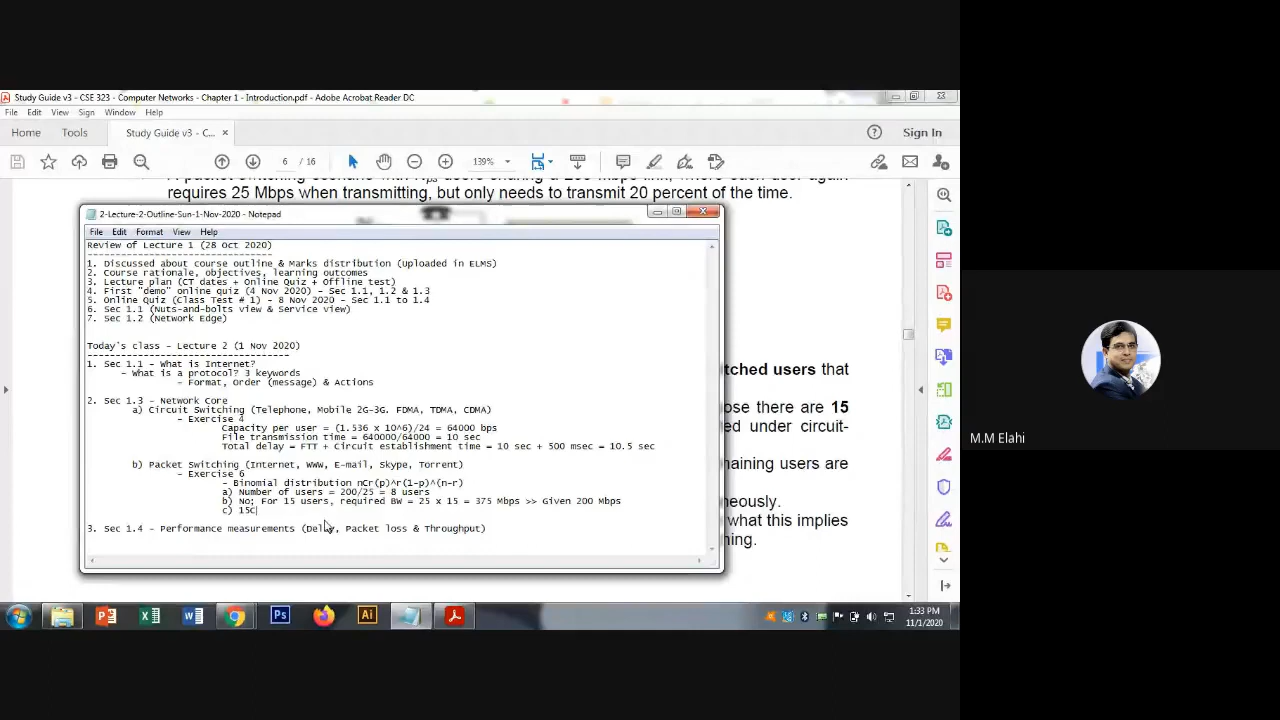 Study Guide v3 - CSE 323 - Computer Networks - Chapter 1 - Introduction.pdf - Adobe Acrobat Reader DC
File Edit View Sign Window Help
Home Tools Study Guide v3 - C... × Sign In
6 / 16 139%
requires 25 Mbps when transmitting, but only needs to transmit 20 percent of the time.
2-Lecture-2-Outline-Sun-1-Nov-2020 - Notepad
File Edit Format View Help
Review of Lecture 1 (28 Oct 2020)
--------------------------------
1. Discussed about course outline & Marks distribution (uploaded in ELMS)
2. Course rationale, objectives, learning outcomes
3. Lecture plan (CT dates + Online Quiz + Offline test)
4. First "demo" online quiz (4 Nov 2020) - Sec 1.1, 1.2 & 1.3
5. Online Quiz (Class Test # 1) - 8 Nov 2020 - Sec 1.1 to 1.4
6. Sec 1.1 (Nuts-and-bolts view & Service view)
7. Sec 1.2 (Network Edge)
Today's class - Lecture 2 (1 Nov 2020)
-----------------------------------
1. Sec 1.1 - What is Internet?
- What is a protocol? 3 keywords
- Format, Order (message) & Actions
2. Sec 1.3 - Network Core
a) Circuit Switching (Telephone, Mobile 2G-3G. FDMA, TDMA, CDMA)
- Exercise 4
Capacity per user = (1.536 x 10^6)/24 = 64000 bps
File transmission time = 640000/64000 = 10 sec
Total delay = FTT + Circuit establishment time = 10 sec + 500 msec = 10.5 sec
b) Packet Switching (Internet, WWW, E-mail, Skype, Torrent)
- Exercise 6
- Binomial distribution nCr(p)^r(1-p)^(n-r)
a) Number of users = 200/25 = 8 users
b) No; For 15 users, required BW = 25 x 15 = 375 Mbps >> Given 200 Mbps
c) 15C
3. Sec 1.4 - Performance measurements (Delay, Packet loss & Throughput)
tched users that
ose there are 15
ed under circuit-
naining users are
neously.
what this implies
hing.
M.M Elahi
1:33 PM
11/1/2020